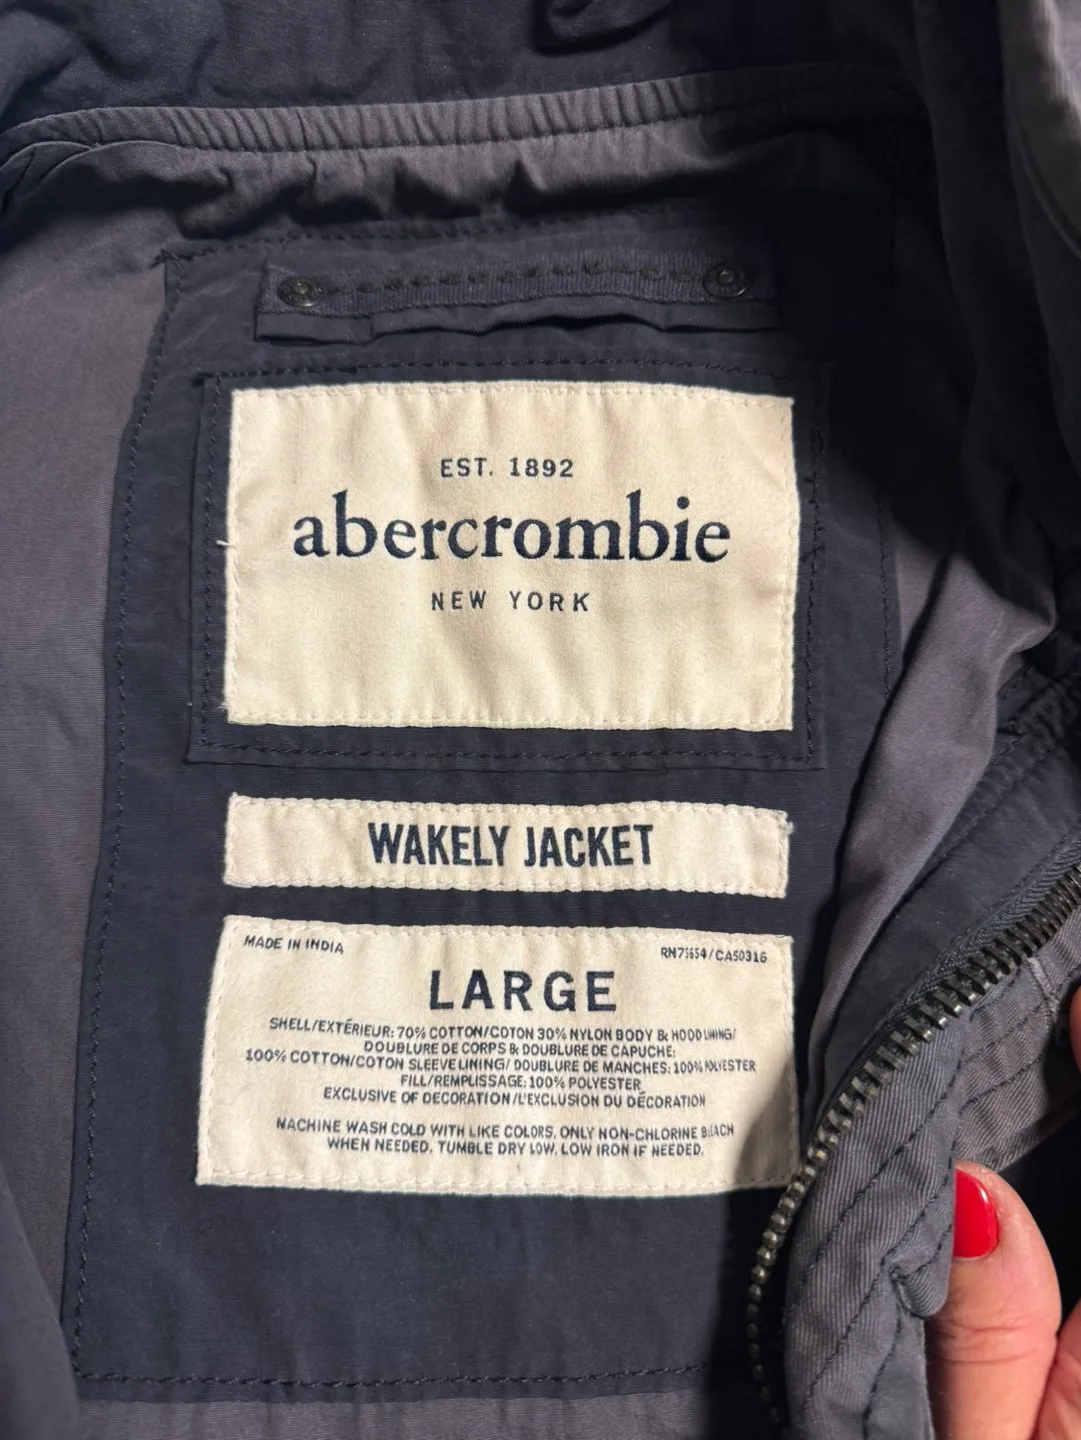 EST. 1892
abercrombie
NEW YORK
WAKELY JACKET
MADE IN INDIA
RN75654/CA50316
LARGE
SHELL/EXTÉRIEUR: 70% COTTON/COTON 30% NYLON BODY & HOOD LINING/
DOUBLURE DE CORPS & DOUBLURE DE CAPUCHE:
100% COTTON/COTON SLEEVE LINING/ DOUBLURE DE MANCHES: 100% POLYESTER
FILL/REMPLISSAGE: 100% POLYESTER
EXCLUSIVE OF DECORATION/L'EXCLUSION DU DÉCORATION
MACHINE WASH COLD WITH LIKE COLORS. ONLY NON-CHLORINE BLEACH
WHEN NEEDED. TUMBLE DRY LOW. LOW IRON IF NEEDED.